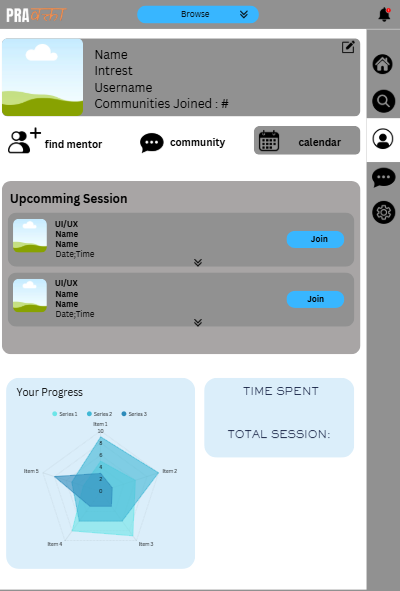 PRA
Browse
Name
Intrest
Username
Communities Joined : #
find mentor
community
calendar
Upcomming Session
UI/UX
Name
Name
Date;Time
Join
UI/UX
Name
Name
Date;Time
Join
Your Progress
Series 1 Series 2 Series 3
Item 1
10
8
6
4
2
0
Item 5
Item 2
Item 4
Item 3
TIME SPENT
TOTAL SESSION: